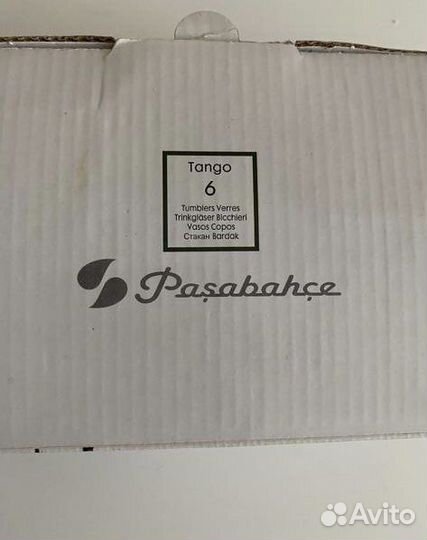 Tango
6
Tumblers Verres
Trinkgläser Bicchieri
Vasos Copos
Стакан Bardak
Paşabahçe
Avito